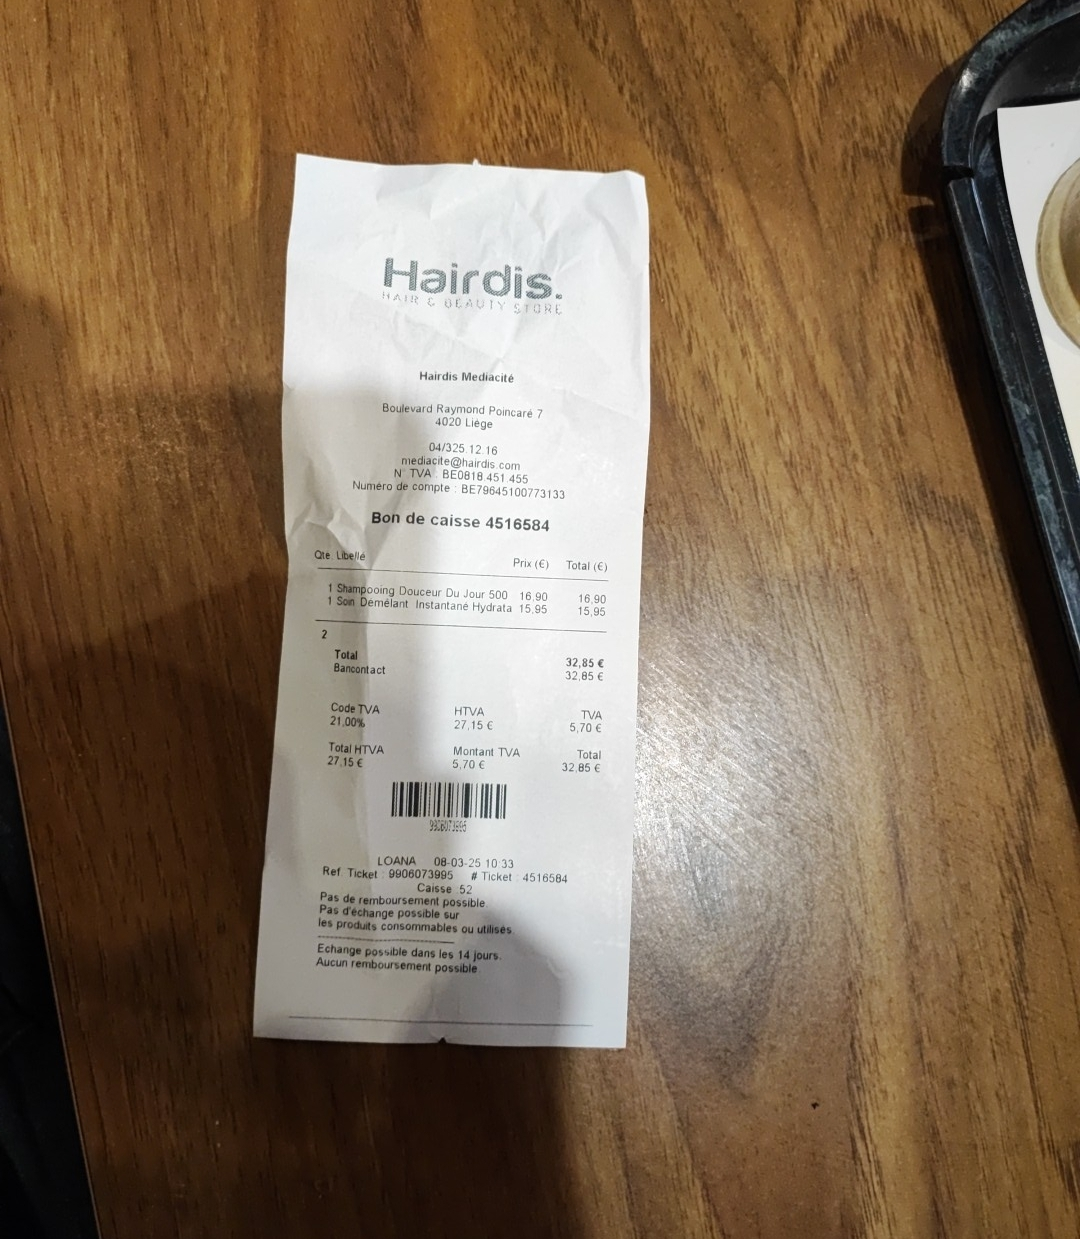 Hairdis.
HAIR & BEAUTY STORE
Hairdis Mediacité
Boulevard Raymond Poincaré 7
4020 Liège
04/325.12.16
mediacite@hairdis.com
N° TVA : BE0818.451.455
Numéro de compte : BE79645100773133
Bon de caisse 4516584
Qte. Libellé Prix (€) Total (€)
1 Shampooing Douceur Du Jour 500 16,90 16,90
1 Soin Demélant Instantané Hydrata 15,95 15,95
2
Total 32,85 €
Bancontact 32,85 €
Code TVA HTVA TVA
21,00% 27,15 € 5,70 €
Total HTVA Montant TVA Total
27,15 € 5,70 € 32,85 €
9906073995
LOANA 08-03-25 10:33
Ref. Ticket : 9906073995 # Ticket : 4516584
Caisse 52
Pas de remboursement possible.
Pas d'échange possible sur
les produits consommables ou utilisés.
Echange possible dans les 14 jours.
Aucun remboursement possible.